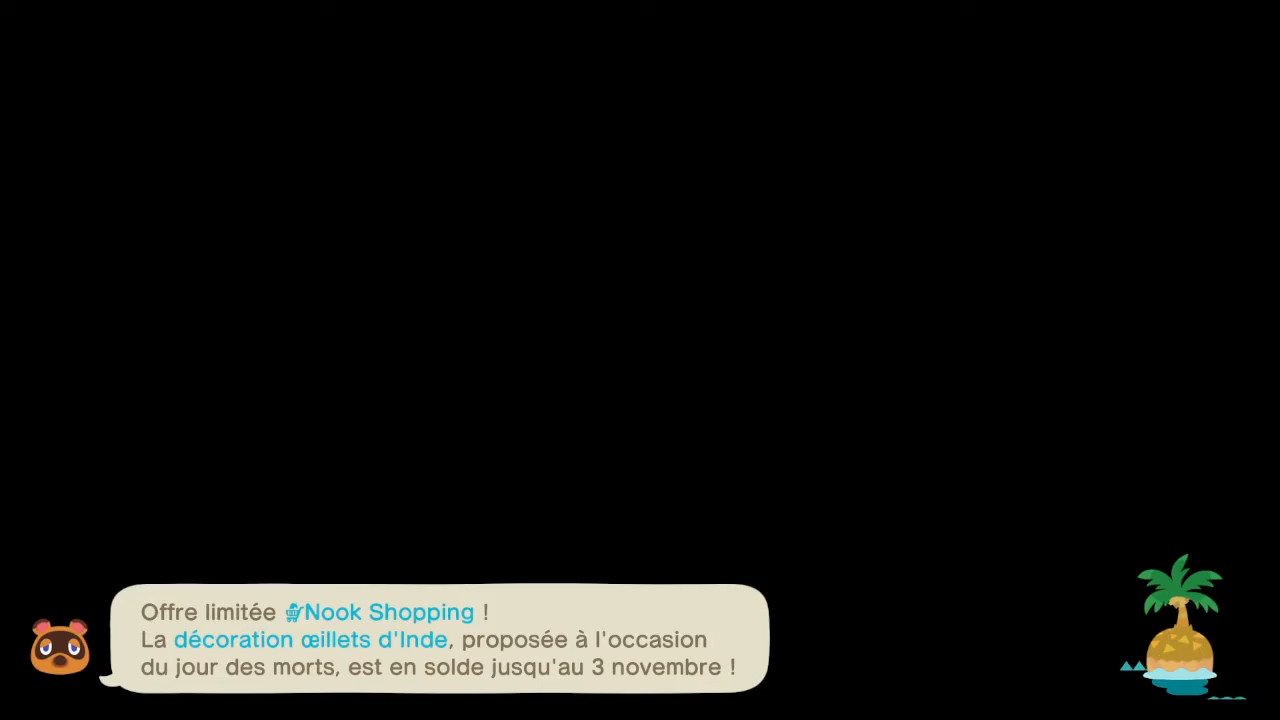 Offre limitée Nook Shopping !
La décoration œillets d'Inde, proposée à l'occasion
du jour des morts, est en solde jusqu'au 3 novembre !